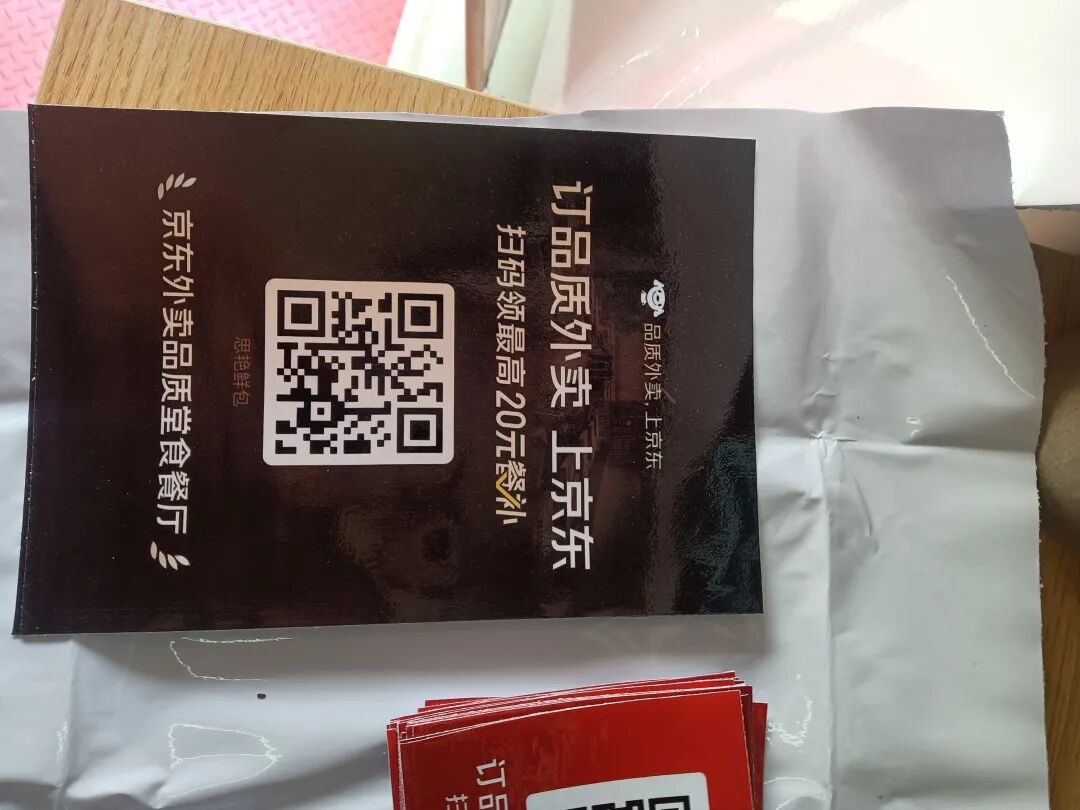 品质外卖，上京东
订品质外卖 上京东
扫码领最高20元餐补
思艳鲜包
京东外卖品质堂食餐厅
订品
扫